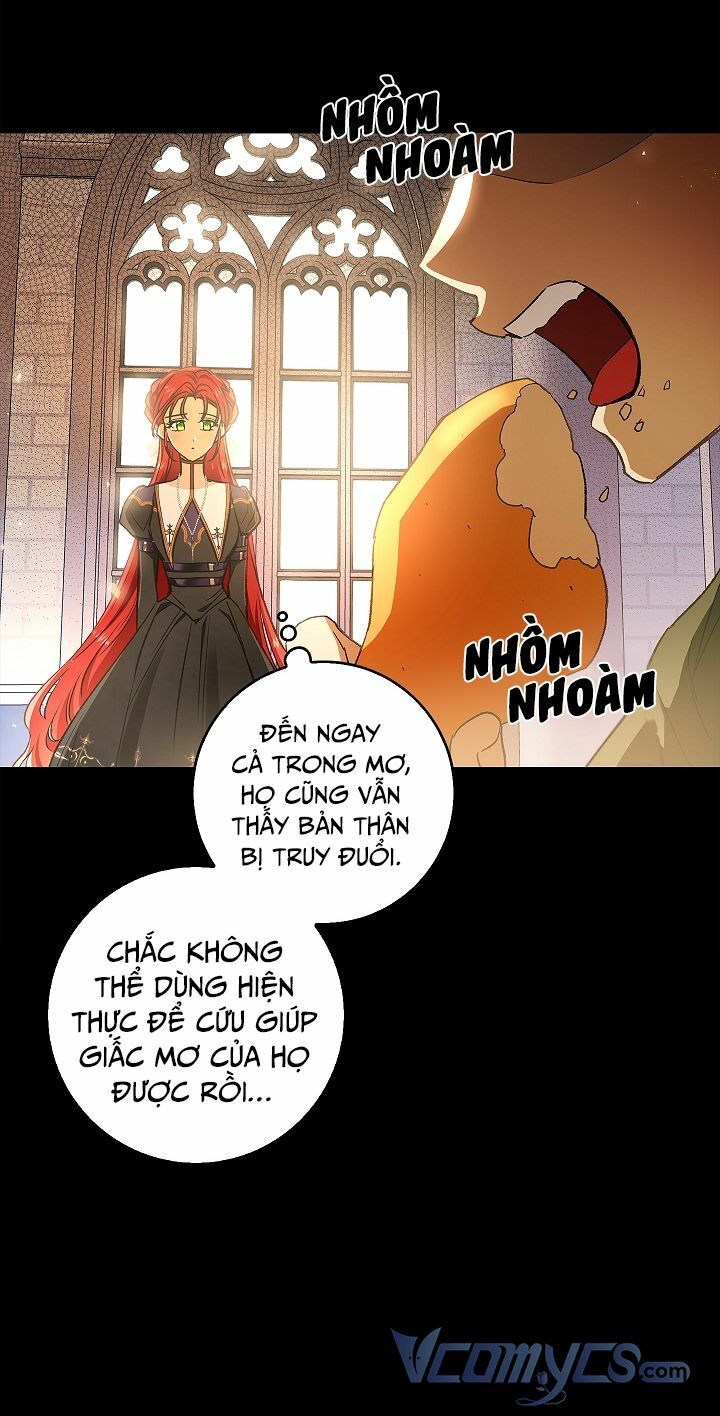 NHỒM
NHOÀM
NHỒM
NHOÀM
ĐẾN NGAY
CẢ TRONG MƠ,
HỌ CŨNG VẪN
THẤY BẢN THÂN
BỊ TRUY ĐUỔI.
CHẮC KHÔNG
THỂ DÙNG HIỆN
THỰC ĐỂ CỨU GIÚP
GIẤC MƠ CỦA HỌ
ĐƯỢC RỒI...
VCOMYCS.com